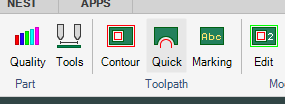 NEST APPS
Abc 2
Quality Tools Contour Quick Marking Edit
Part Toolpath